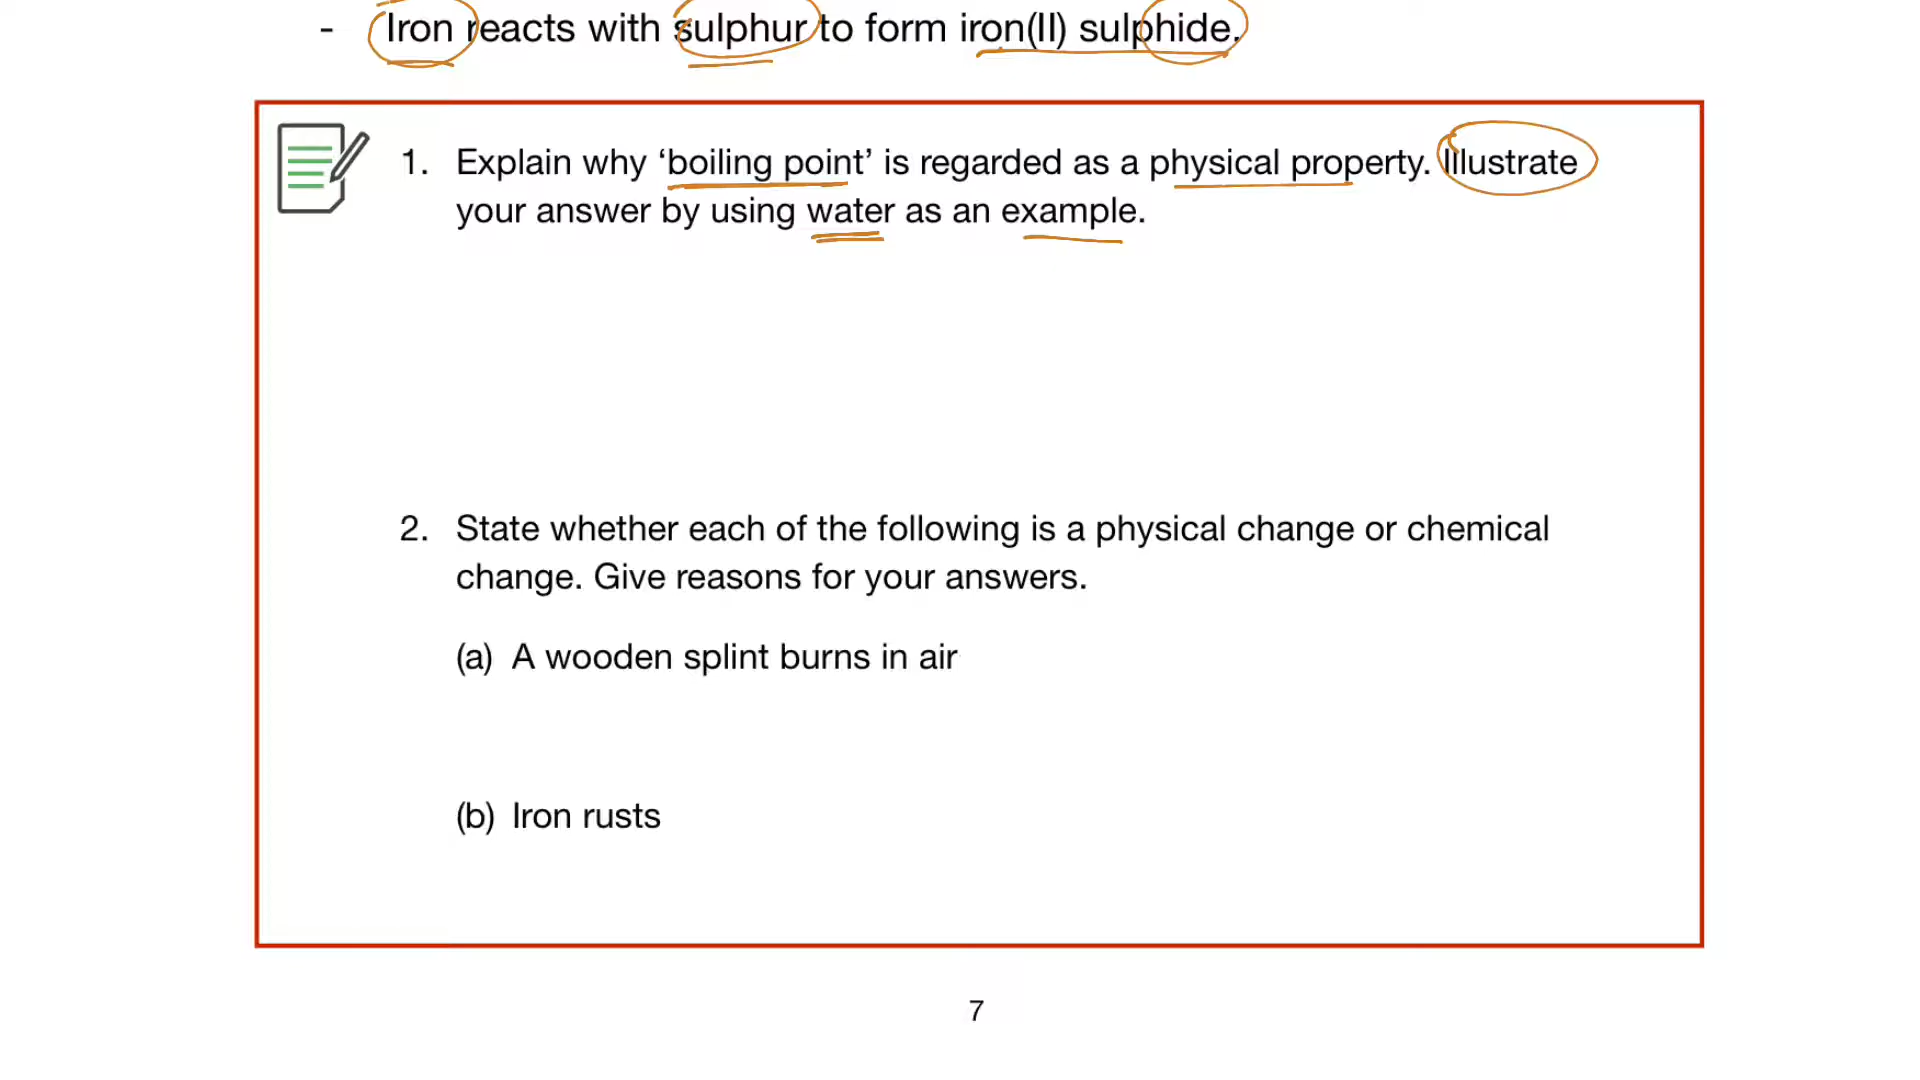 - Iron reacts with sulphur to form iron(II) sulphide.
1. Explain why ‘boiling point’ is regarded as a physical property. Illustrate
your answer by using water as an example.
2. State whether each of the following is a physical change or chemical
change. Give reasons for your answers.
(a) A wooden splint burns in air
(b) Iron rusts
7